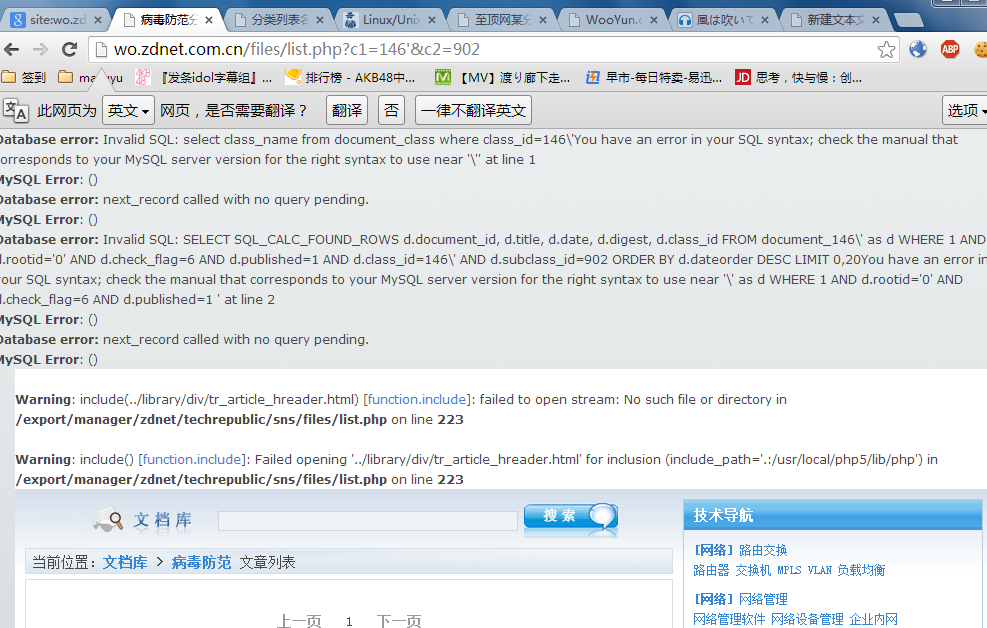 site:wo.zd
病毒防范分
分类列表名
Linux/Unix
至顶网某分
WooYun.c
風は吹いて
新建文本文
wo.zdnet.com.cn/files/list.php?c1=146'&c2=902
ABP
签到
『发条idol字幕组』...
排行榜 - AKB48中...
【MV】渡り廊下走...
早市-每日特卖-易迅...
JD 思考，快与慢：创...
此网页为 英文 网页，是否需要翻译？ 翻译 否 一律不翻译英文 选项
Database error: Invalid SQL: select class_name from document_class where class_id=146\'You have an error in your SQL syntax; check the manual that
corresponds to your MySQL server version for the right syntax to use near '\'' at line 1
MySQL Error: ()
Database error: next_record called with no query pending.
MySQL Error: ()
Database error: Invalid SQL: SELECT SQL_CALC_FOUND_ROWS d.document_id, d.title, d.date, d.digest, d.class_id FROM document_146\' as d WHERE 1 AND
d.rootid='0' AND d.check_flag=6 AND d.published=1 AND d.class_id=146\' AND d.subclass_id=902 ORDER BY d.dateorder DESC LIMIT 0,20You have an error in
your SQL syntax; check the manual that corresponds to your MySQL server version for the right syntax to use near '\' as d WHERE 1 AND d.rootid='0' AND
d.check_flag=6 AND d.published=1 ' at line 2
MySQL Error: ()
Database error: next_record called with no query pending.
MySQL Error: ()
Warning: include(../library/div/tr_article_hreader.html) [function.include]: failed to open stream: No such file or directory in
/export/manager/zdnet/techrepublic/sns/files/list.php on line 223
Warning: include() [function.include]: Failed opening '../library/div/tr_article_hreader.html' for inclusion (include_path='.:/usr/local/php5/lib/php') in
/export/manager/zdnet/techrepublic/sns/files/list.php on line 223
文档库
搜索
技术导航
当前位置：文档库 > 病毒防范 文章列表
[网络] 路由交换
路由器 交换机 MPLS VLAN 负载均衡
[网络] 网络管理
网络管理软件 网络设备管理 企业内网
上一页 1 下一页